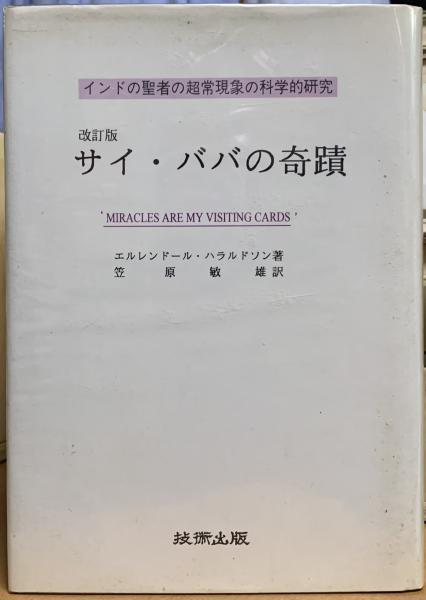 インドの聖者の超常現象の科学的研究
改訂版
サイ・ババの奇蹟
‘MIRACLES ARE MY VISITING CARDS’
エルレンドール・ハラルドソン著
笠原敏雄訳
技術出版